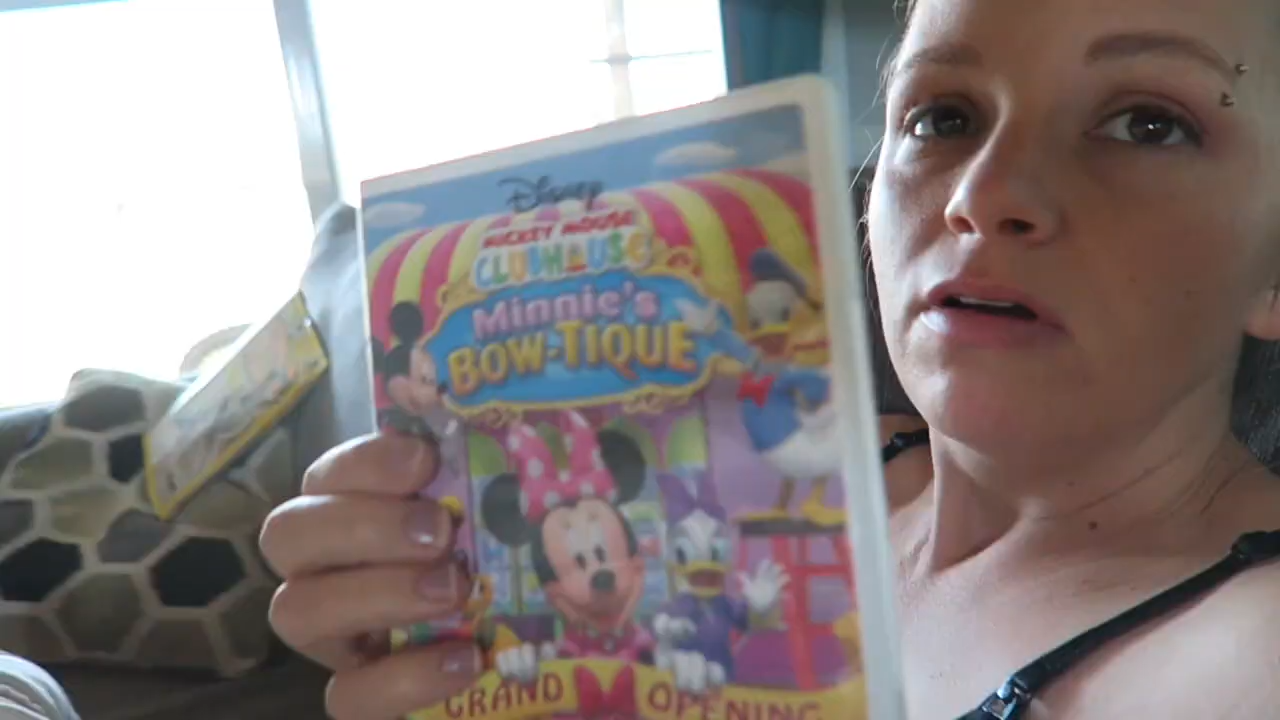 Disney
MICKEY MOUSE
CLUBHOUSE
Minnie's
BOW-TIQUE
GRAND OPENING